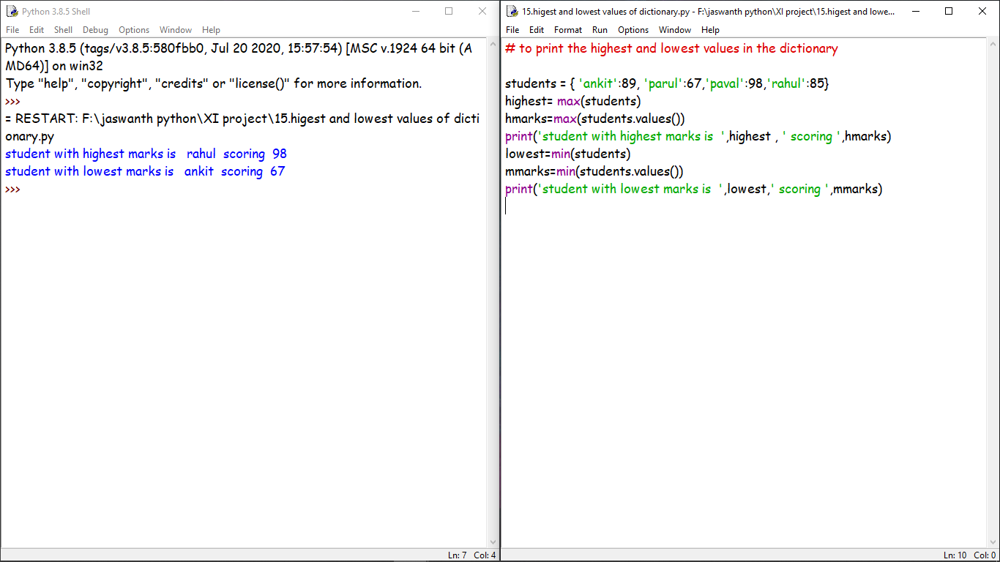 Python 3.8.5 Shell
File Edit Shell Debug Options Window Help
Python 3.8.5 (tags/v3.8.5:580fbb0, Jul 20 2020, 15:57:54) [MSC v.1924 64 bit (A
MD64)] on win32
Type "help", "copyright", "credits" or "license()" for more information.
>>>
= RESTART: F:\jaswanth python\XI project\15.higest and lowest values of dicti
onary.py
student with highest marks is   rahul  scoring  98
student with lowest marks is   ankit  scoring  67
>>>
Ln: 7 Col: 4
15.higest and lowest values of dictionary.py - F:\jaswanth python\XI project\15.higest and lowe...
File Edit Format Run Options Window Help
# to print the highest and lowest values in the dictionary
students = { 'ankit':89, 'parul':67,'paval':98,'rahul':85}
highest= max(students)
hmarks=max(students.values())
print('student with highest marks is  ',highest , ' scoring ',hmarks)
lowest=min(students)
mmarks=min(students.values())
print('student with lowest marks is  ',lowest,' scoring ',mmarks)
Ln: 10 Col: 0